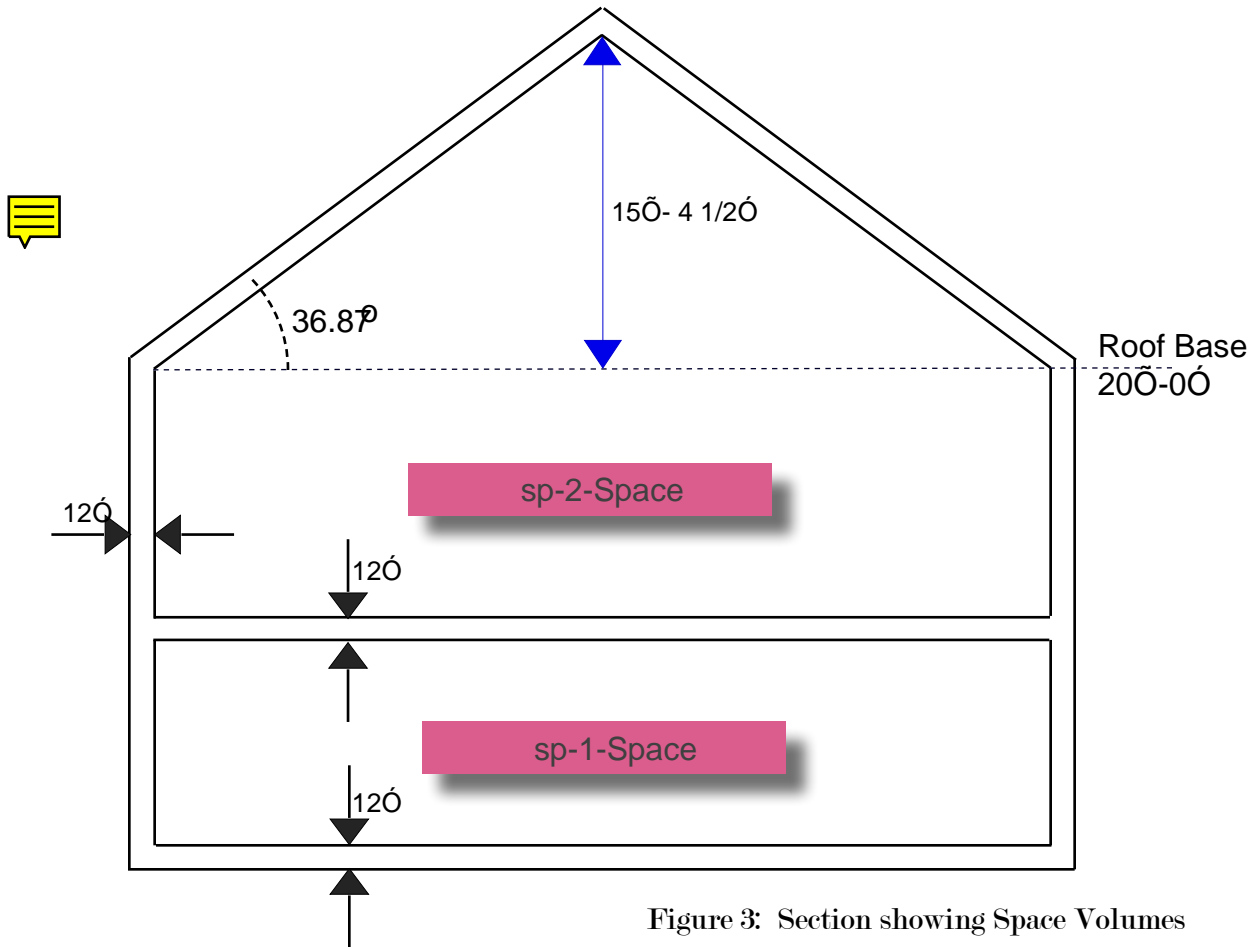 15Õ- 4 1/2Ó
36.87º
Roof Base
20Õ-0Ó
sp-2-Space
12Ó
12Ó
sp-1-Space
12Ó
Figure 3: Section showing Space Volumes